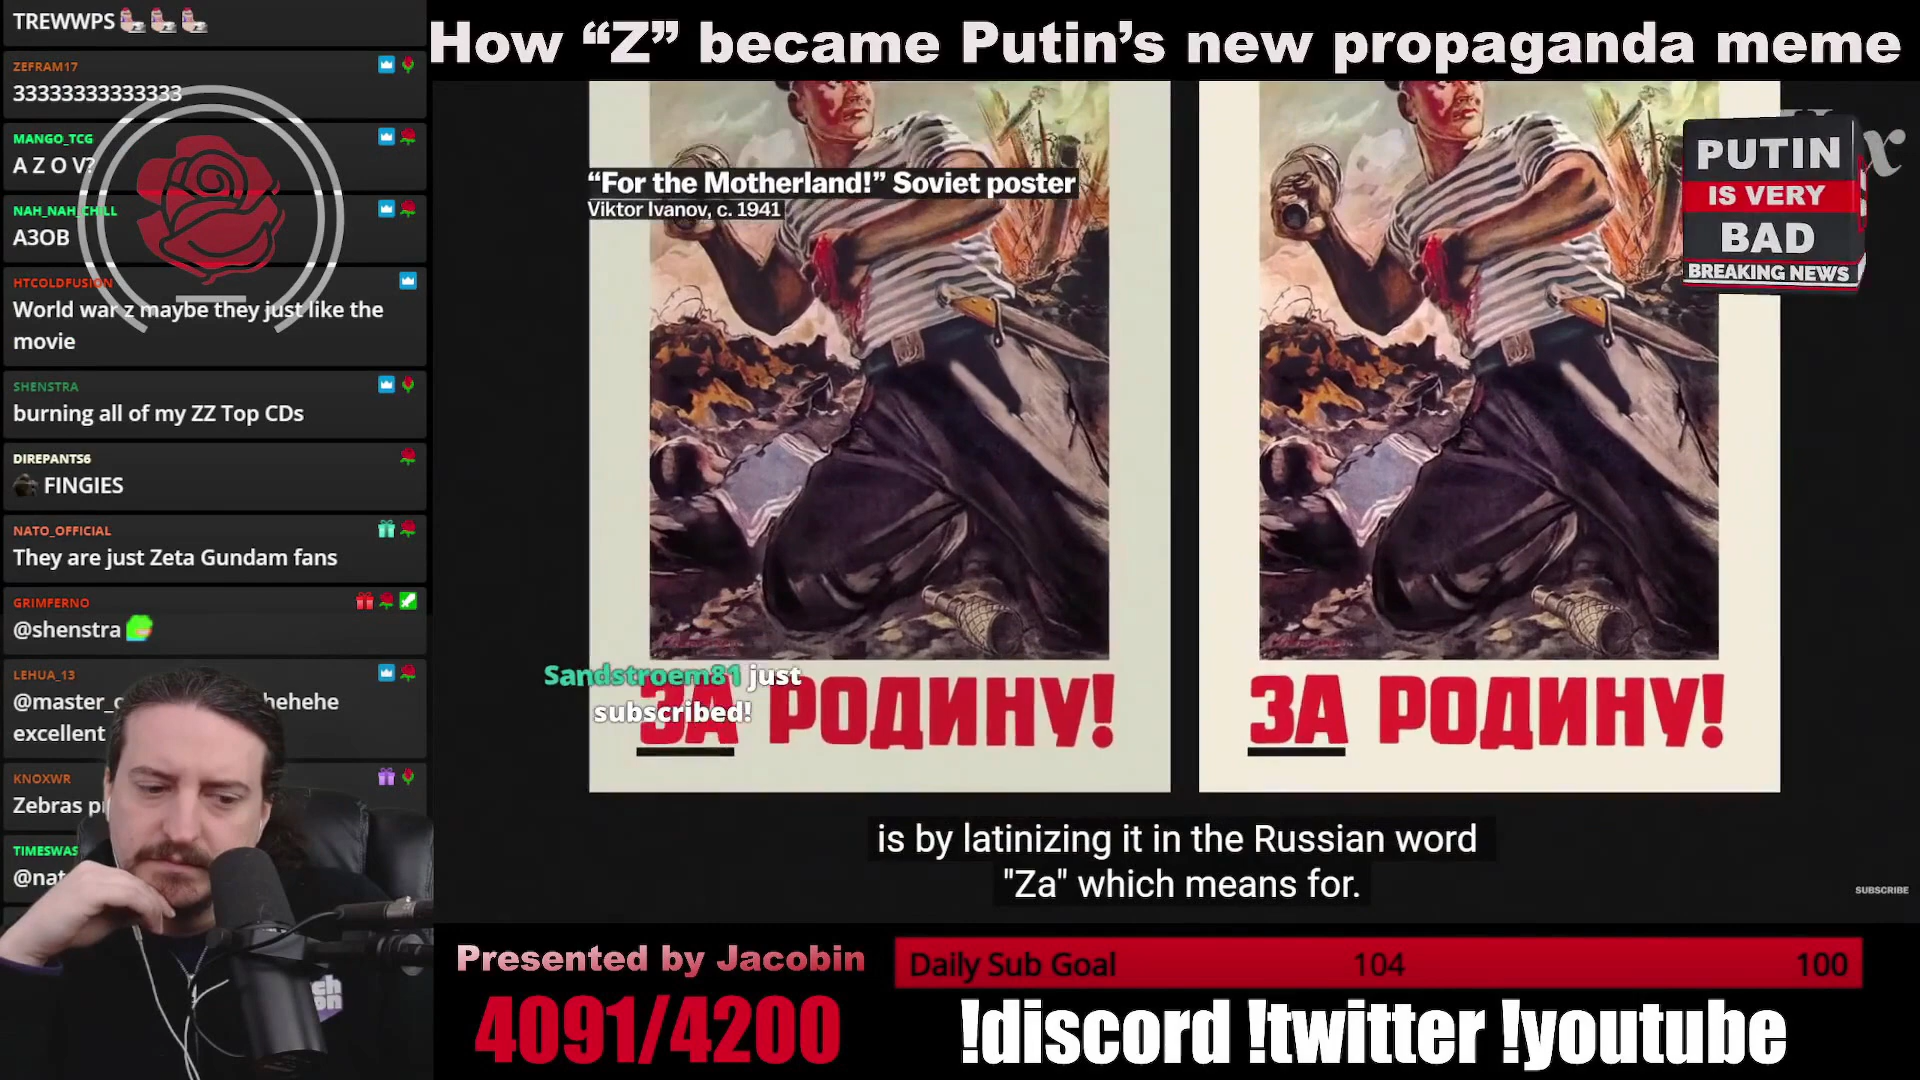 TREWWPS
ZEFRAM17
33333333333333
MANGO_TCG
A Z O V?
NAH_NAH_CHILL
A3OB
HTCOLDFUSION
World war z maybe they just like the
movie
SHENSTRA
burning all of my ZZ Top CDs
DIREPANTS6
FINGIES
NATO_OFFICIAL
They are just Zeta Gundam fans
GRIMFERNO
@shenstra
LEHUA_13
hehehe
excellent
KNOXWR
Zebras
TIMESWAS
How “Z” became Putin’s new propaganda meme
“For the Motherland!” Soviet poster
Viktor Ivanov, c. 1941
PUTIN
IS VERY
BAD
BREAKING NEWS
Sandstroem81 just
subscribed!
ЗА РОДИНУ!
ЗА РОДИНУ!
is by latinizing it in the Russian word
"Za" which means for.
SUBSCRIBE
Presented by Jacobin
4091/4200
Daily Sub Goal 104 100
!discord !twitter !youtube